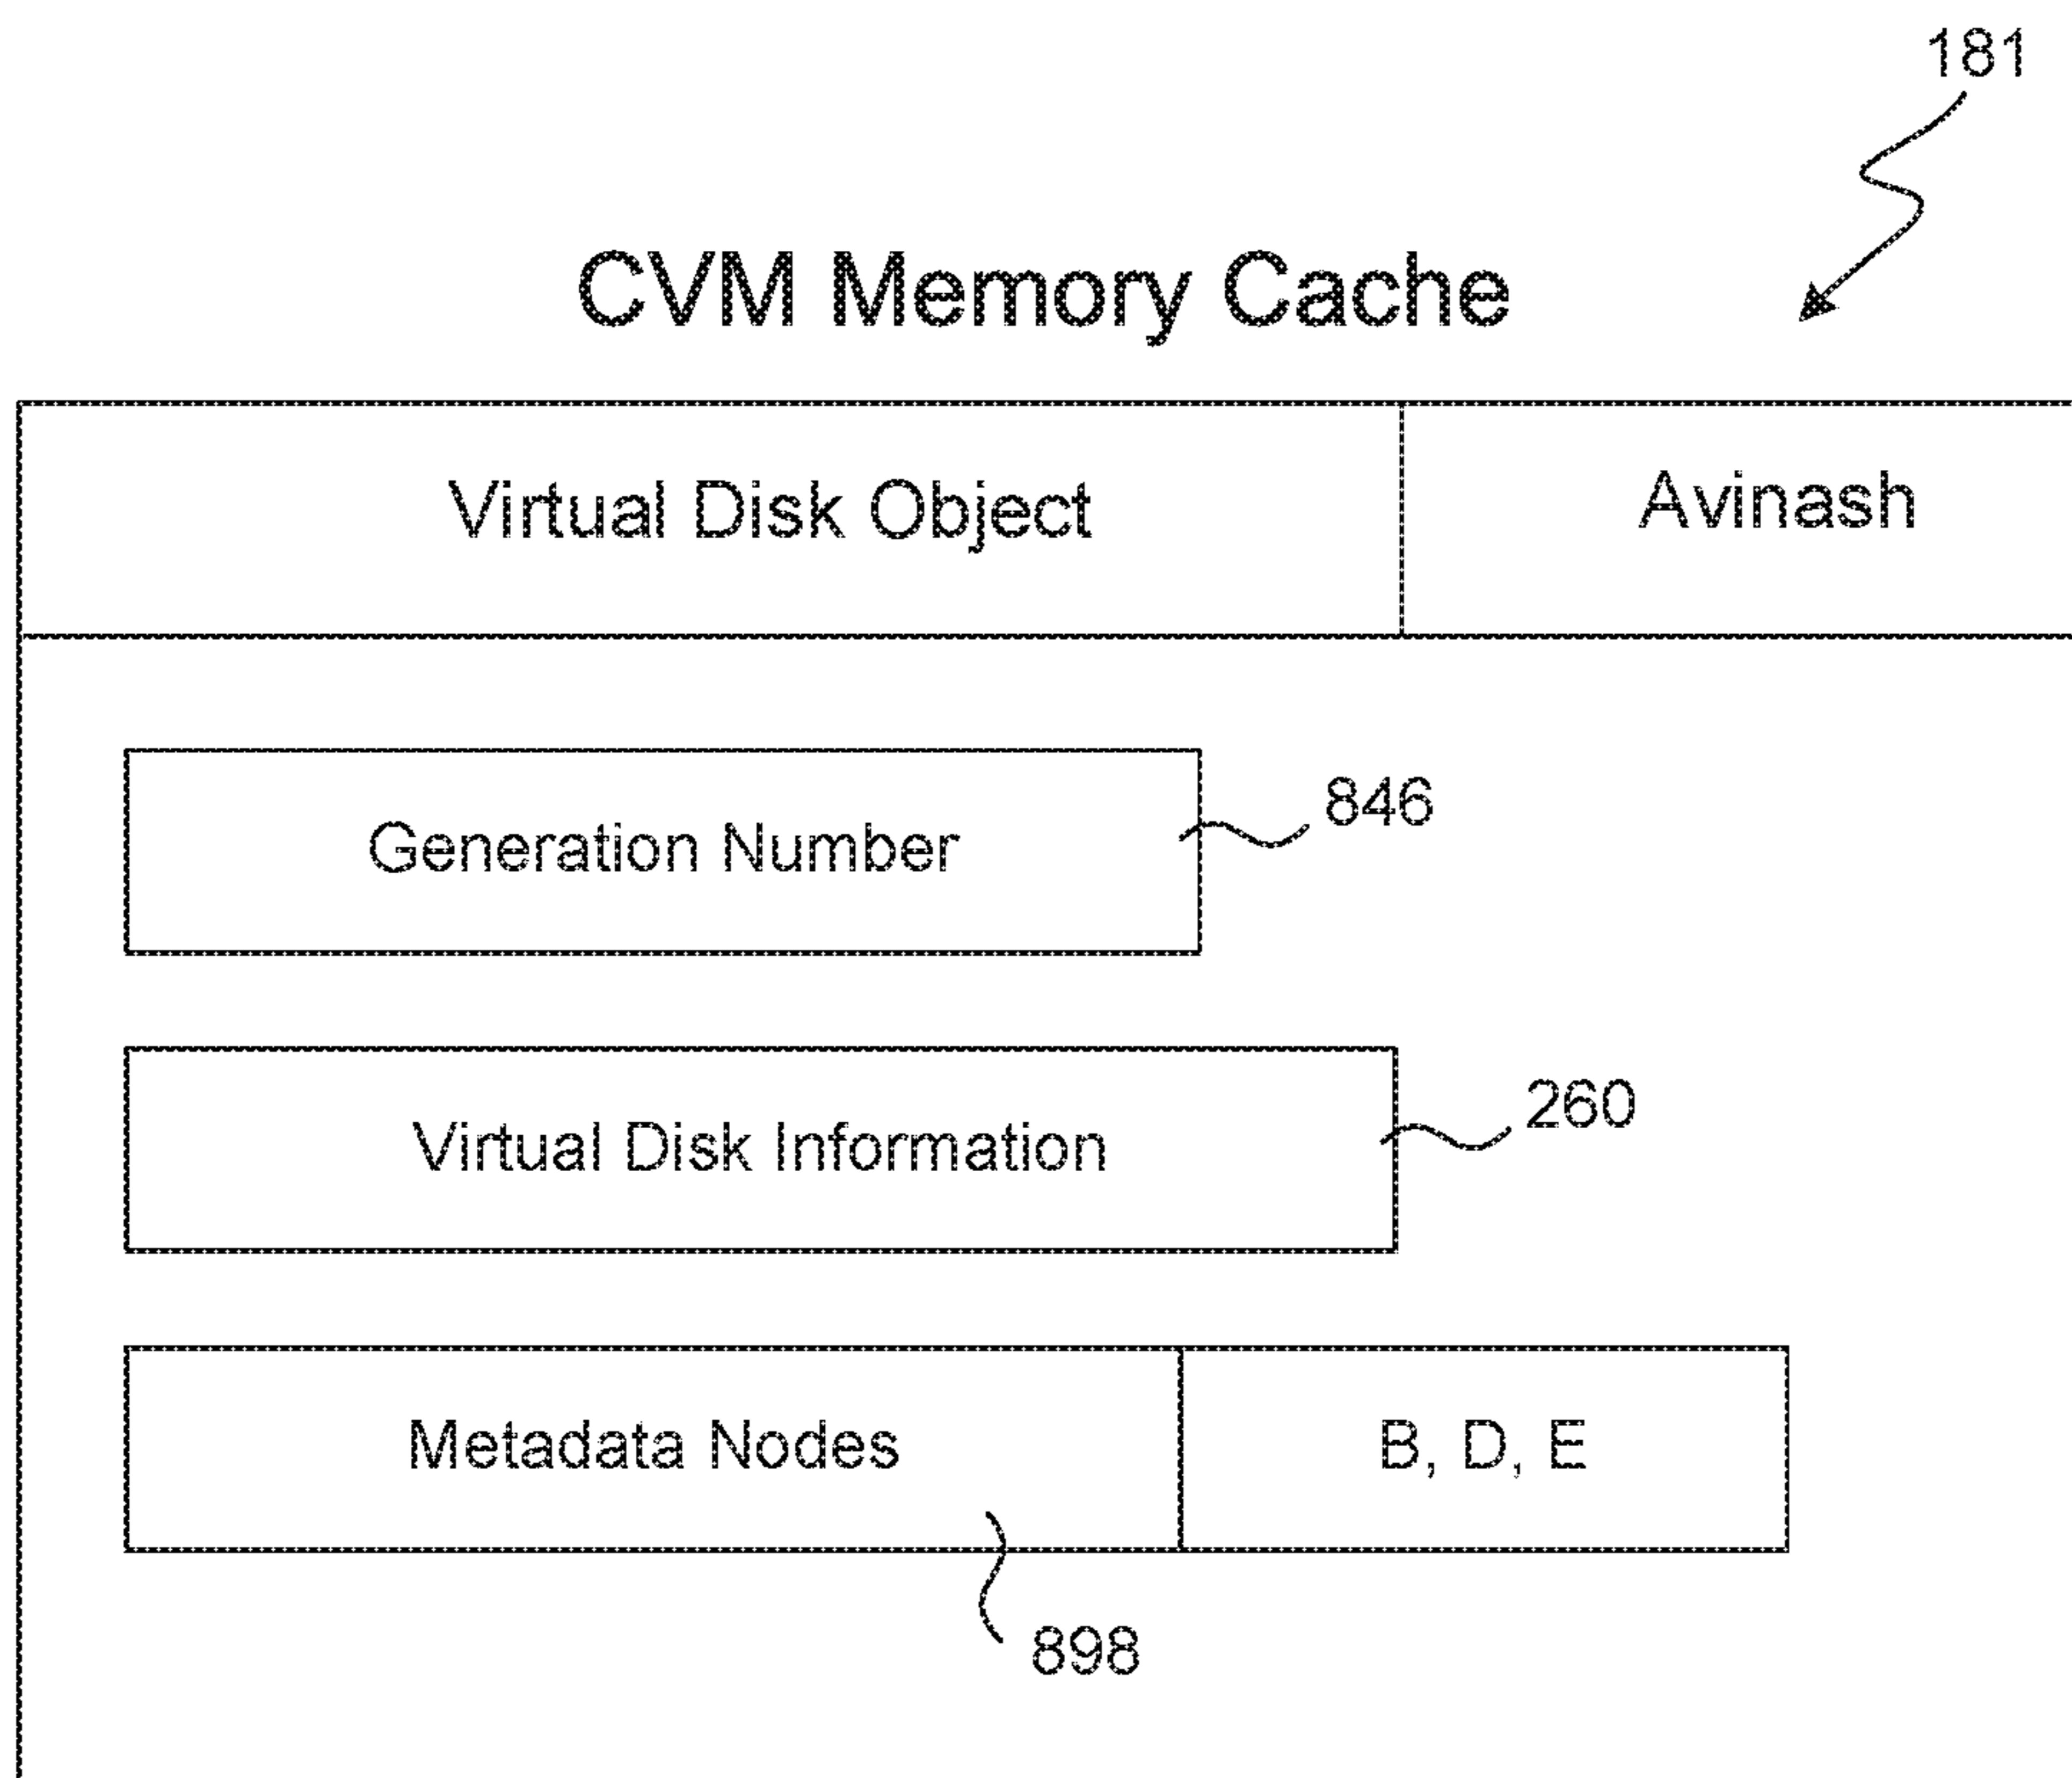 181
CVM Memory Cache
Virtual Disk Object
Avinash
Generation Number
846
Virtual Disk Information
260
Metadata Nodes
B, D, E
898